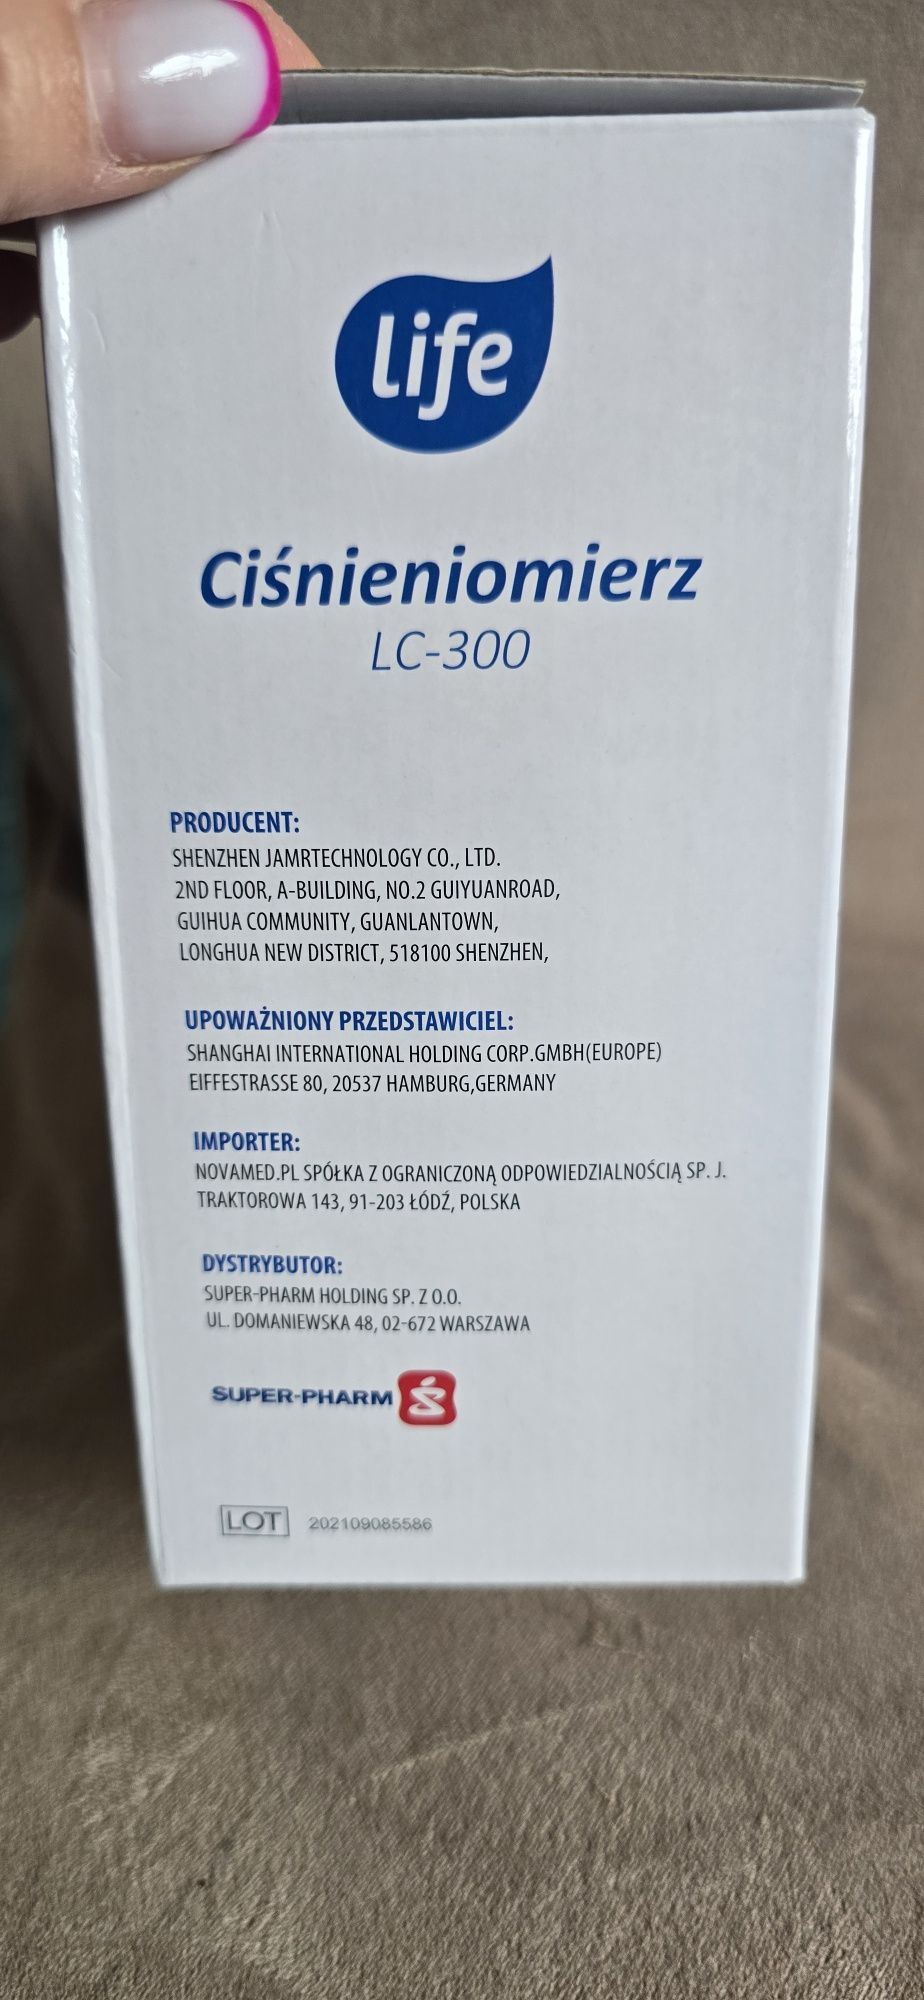 life
Ciśnieniomierz
LC-300
PRODUCENT:
SHENZHEN JAMRTECHNOLOGY CO., LTD.
2ND FLOOR, A-BUILDING, NO.2 GUIYUANROAD,
GUIHUA COMMUNITY, GUANLANTOWN,
LONGHUA NEW DISTRICT, 518100 SHENZHEN,
UPOWAŻNIONY PRZEDSTAWICIEL:
SHANGHAI INTERNATIONAL HOLDING CORP.GMBH(EUROPE)
EIFFESTRASSE 80, 20537 HAMBURG,GERMANY
IMPORTER:
NOVAMED.PL SPÓŁKA Z OGRANICZONĄ ODPOWIEDZIALNOŚCIĄ SP. J.
TRAKTOROWA 143, 91-203 ŁÓDŹ, POLSKA
DYSTRYBUTOR:
SUPER-PHARM HOLDING SP. Z O.O.
UL. DOMANIEWSKA 48, 02-672 WARSZAWA
SUPER-PHARM
LOT 202109085586